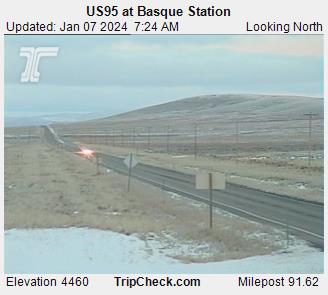 US95 at Basque Station
Updated: Jan 07 2024 7:24 AM Looking North
Elevation 4460 TripCheck.com Milepost 91.62